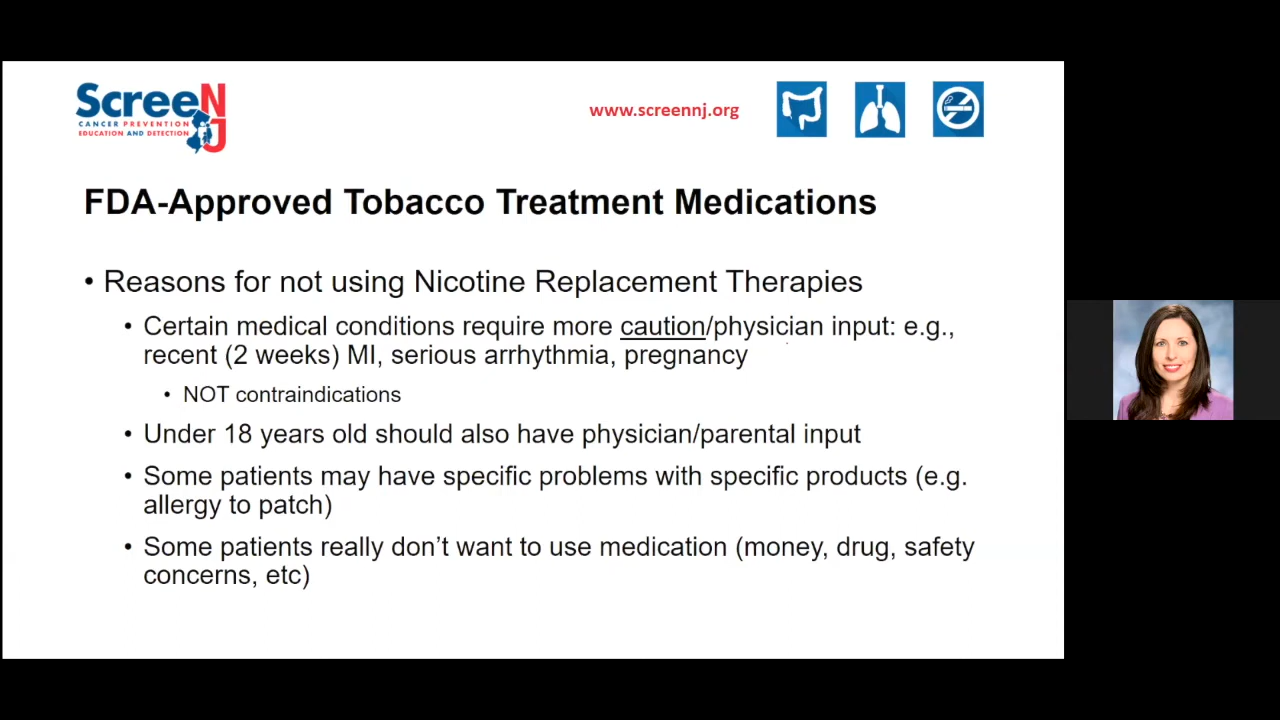 ScreeNJ
CANCER PREVENTION
EDUCATION AND DETECTION
www.screennj.org
FDA-Approved Tobacco Treatment Medications
• Reasons for not using Nicotine Replacement Therapies
• Certain medical conditions require more caution/physician input: e.g.,
recent (2 weeks) MI, serious arrhythmia, pregnancy
• NOT contraindications
• Under 18 years old should also have physician/parental input
• Some patients may have specific problems with specific products (e.g.
allergy to patch)
• Some patients really don’t want to use medication (money, drug, safety
concerns, etc)